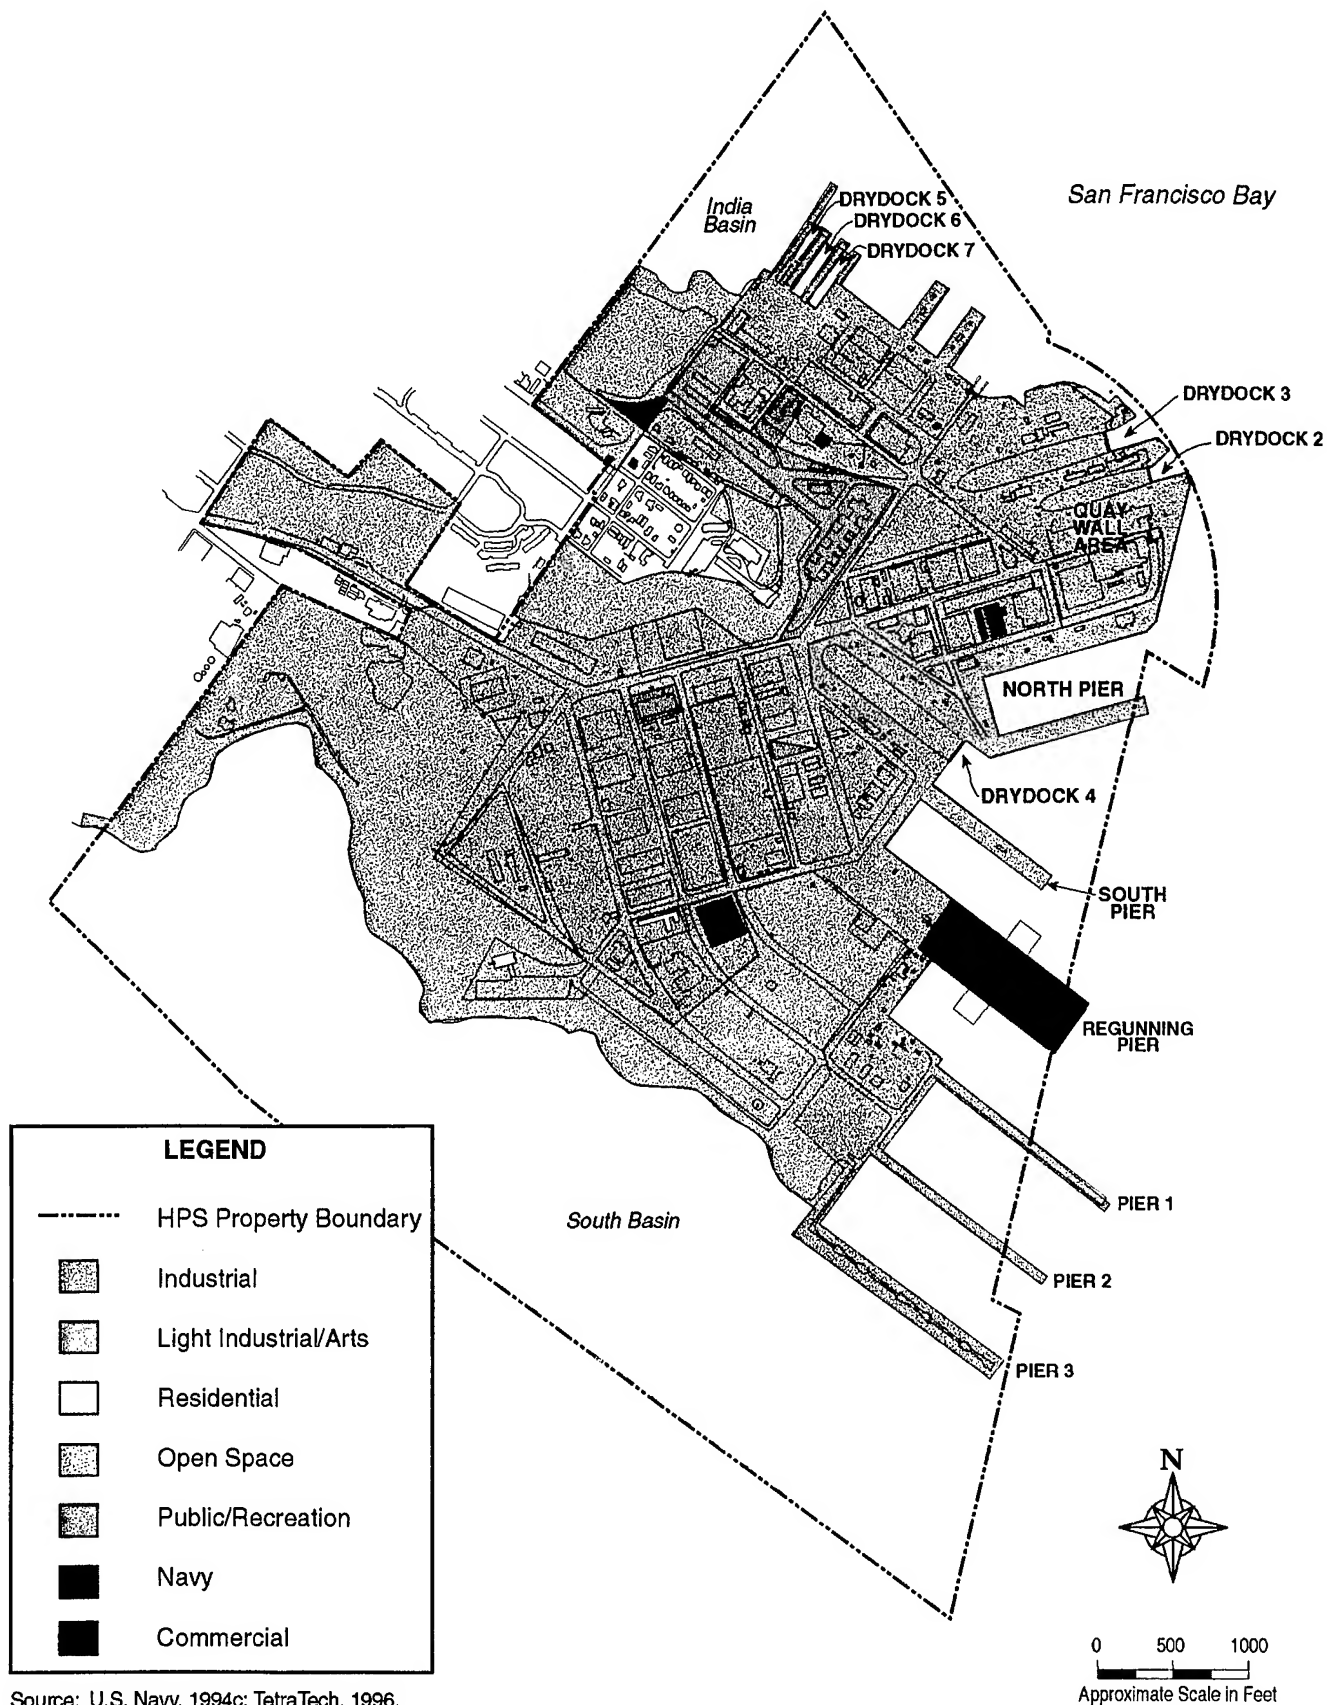 San Francisco Bay
India
Basin
DRYDOCK 5
DRYDOCK 6
DRYDOCK 7
DRYDOCK 3
DRYDOCK 2
QUAY
WALL
AREA
NORTH PIER
DRYDOCK 4
SOUTH
PIER
REGUNNING
PIER
PIER 1
PIER 2
PIER 3
South Basin
LEGEND
HPS Property Boundary
Industrial
Light Industrial/Arts
Residential
Open Space
Public/Recreation
Navy
Commercial
N
0 500 1000
Approximate Scale in Feet
Source: U.S. Navy, 1994c; TetraTech, 1996.